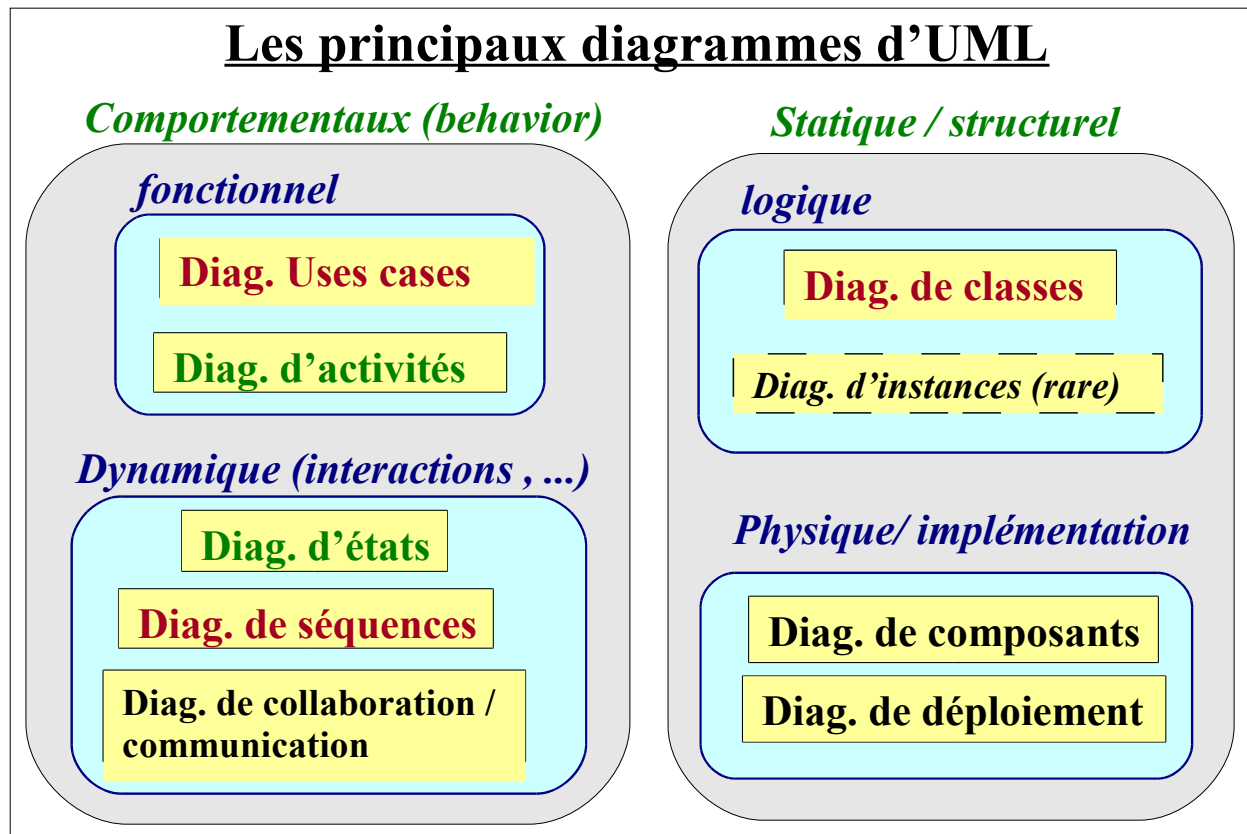 Les principaux diagrammes d’UML
Comportementaux (behavior)
fonctionnel
Diag. Uses cases
Diag. d’activités
Dynamique (interactions , ...)
Diag. d’états
Diag. de séquences
Diag. de collaboration /
communication
Statique / structurel
logique
Diag. de classes
Diag. d’instances (rare)
Physique/ implémentation
Diag. de composants
Diag. de déploiement